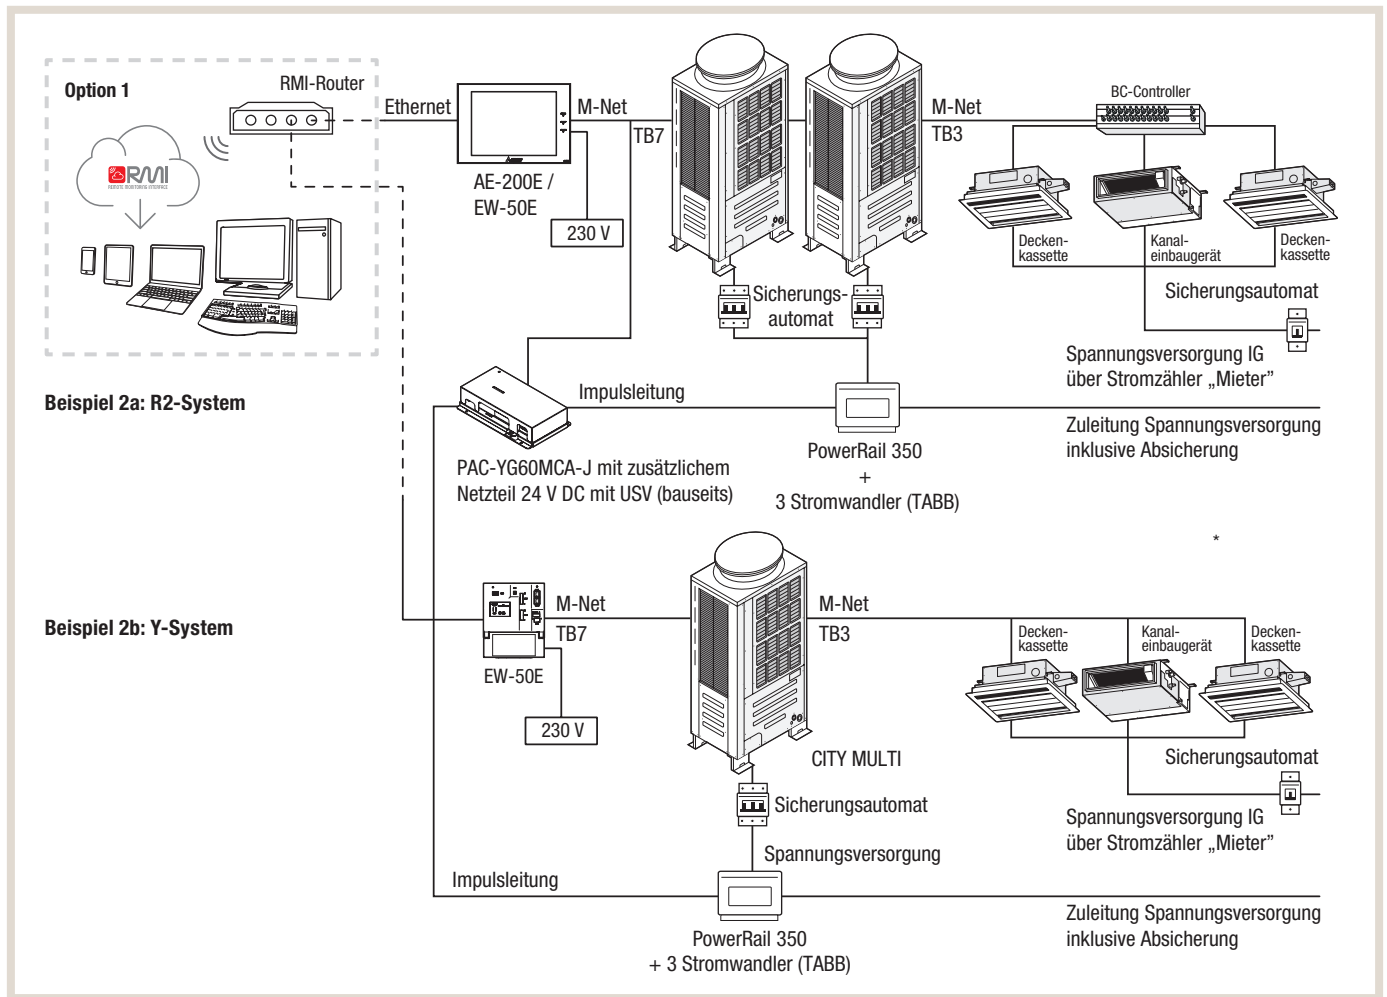 Option 1
RMI-Router
RMI
REMOTE MONITORING INTERFACE
Ethernet
AE-200E /
EW-50E
230 V
M-Net
TB7
M-Net
TB3
BC-Controller
Decken-
kassette
Kanal-
einbaugerät
Decken-
kassette
Sicherungs-
automat
Sicherungsautomat
Spannungsversorgung IG
über Stromzähler „Mieter”
Beispiel 2a: R2-System
Impulsleitung
Zuleitung Spannungsversorgung
inklusive Absicherung
PAC-YG60MCA-J mit zusätzlichem
Netzteil 24 V DC mit USV (bauseits)
PowerRail 350
+
3 Stromwandler (TABB)
*
Beispiel 2b: Y-System
EW-50E
230 V
M-Net
TB7
M-Net
TB3
Decken-
kassette
Kanal-
einbaugerät
Decken-
kassette
CITY MULTI
Sicherungsautomat
Sicherungsautomat
Spannungsversorgung IG
über Stromzähler „Mieter”
Spannungsversorgung
Impulsleitung
Zuleitung Spannungsversorgung
inklusive Absicherung
PowerRail 350
+ 3 Stromwandler (TABB)